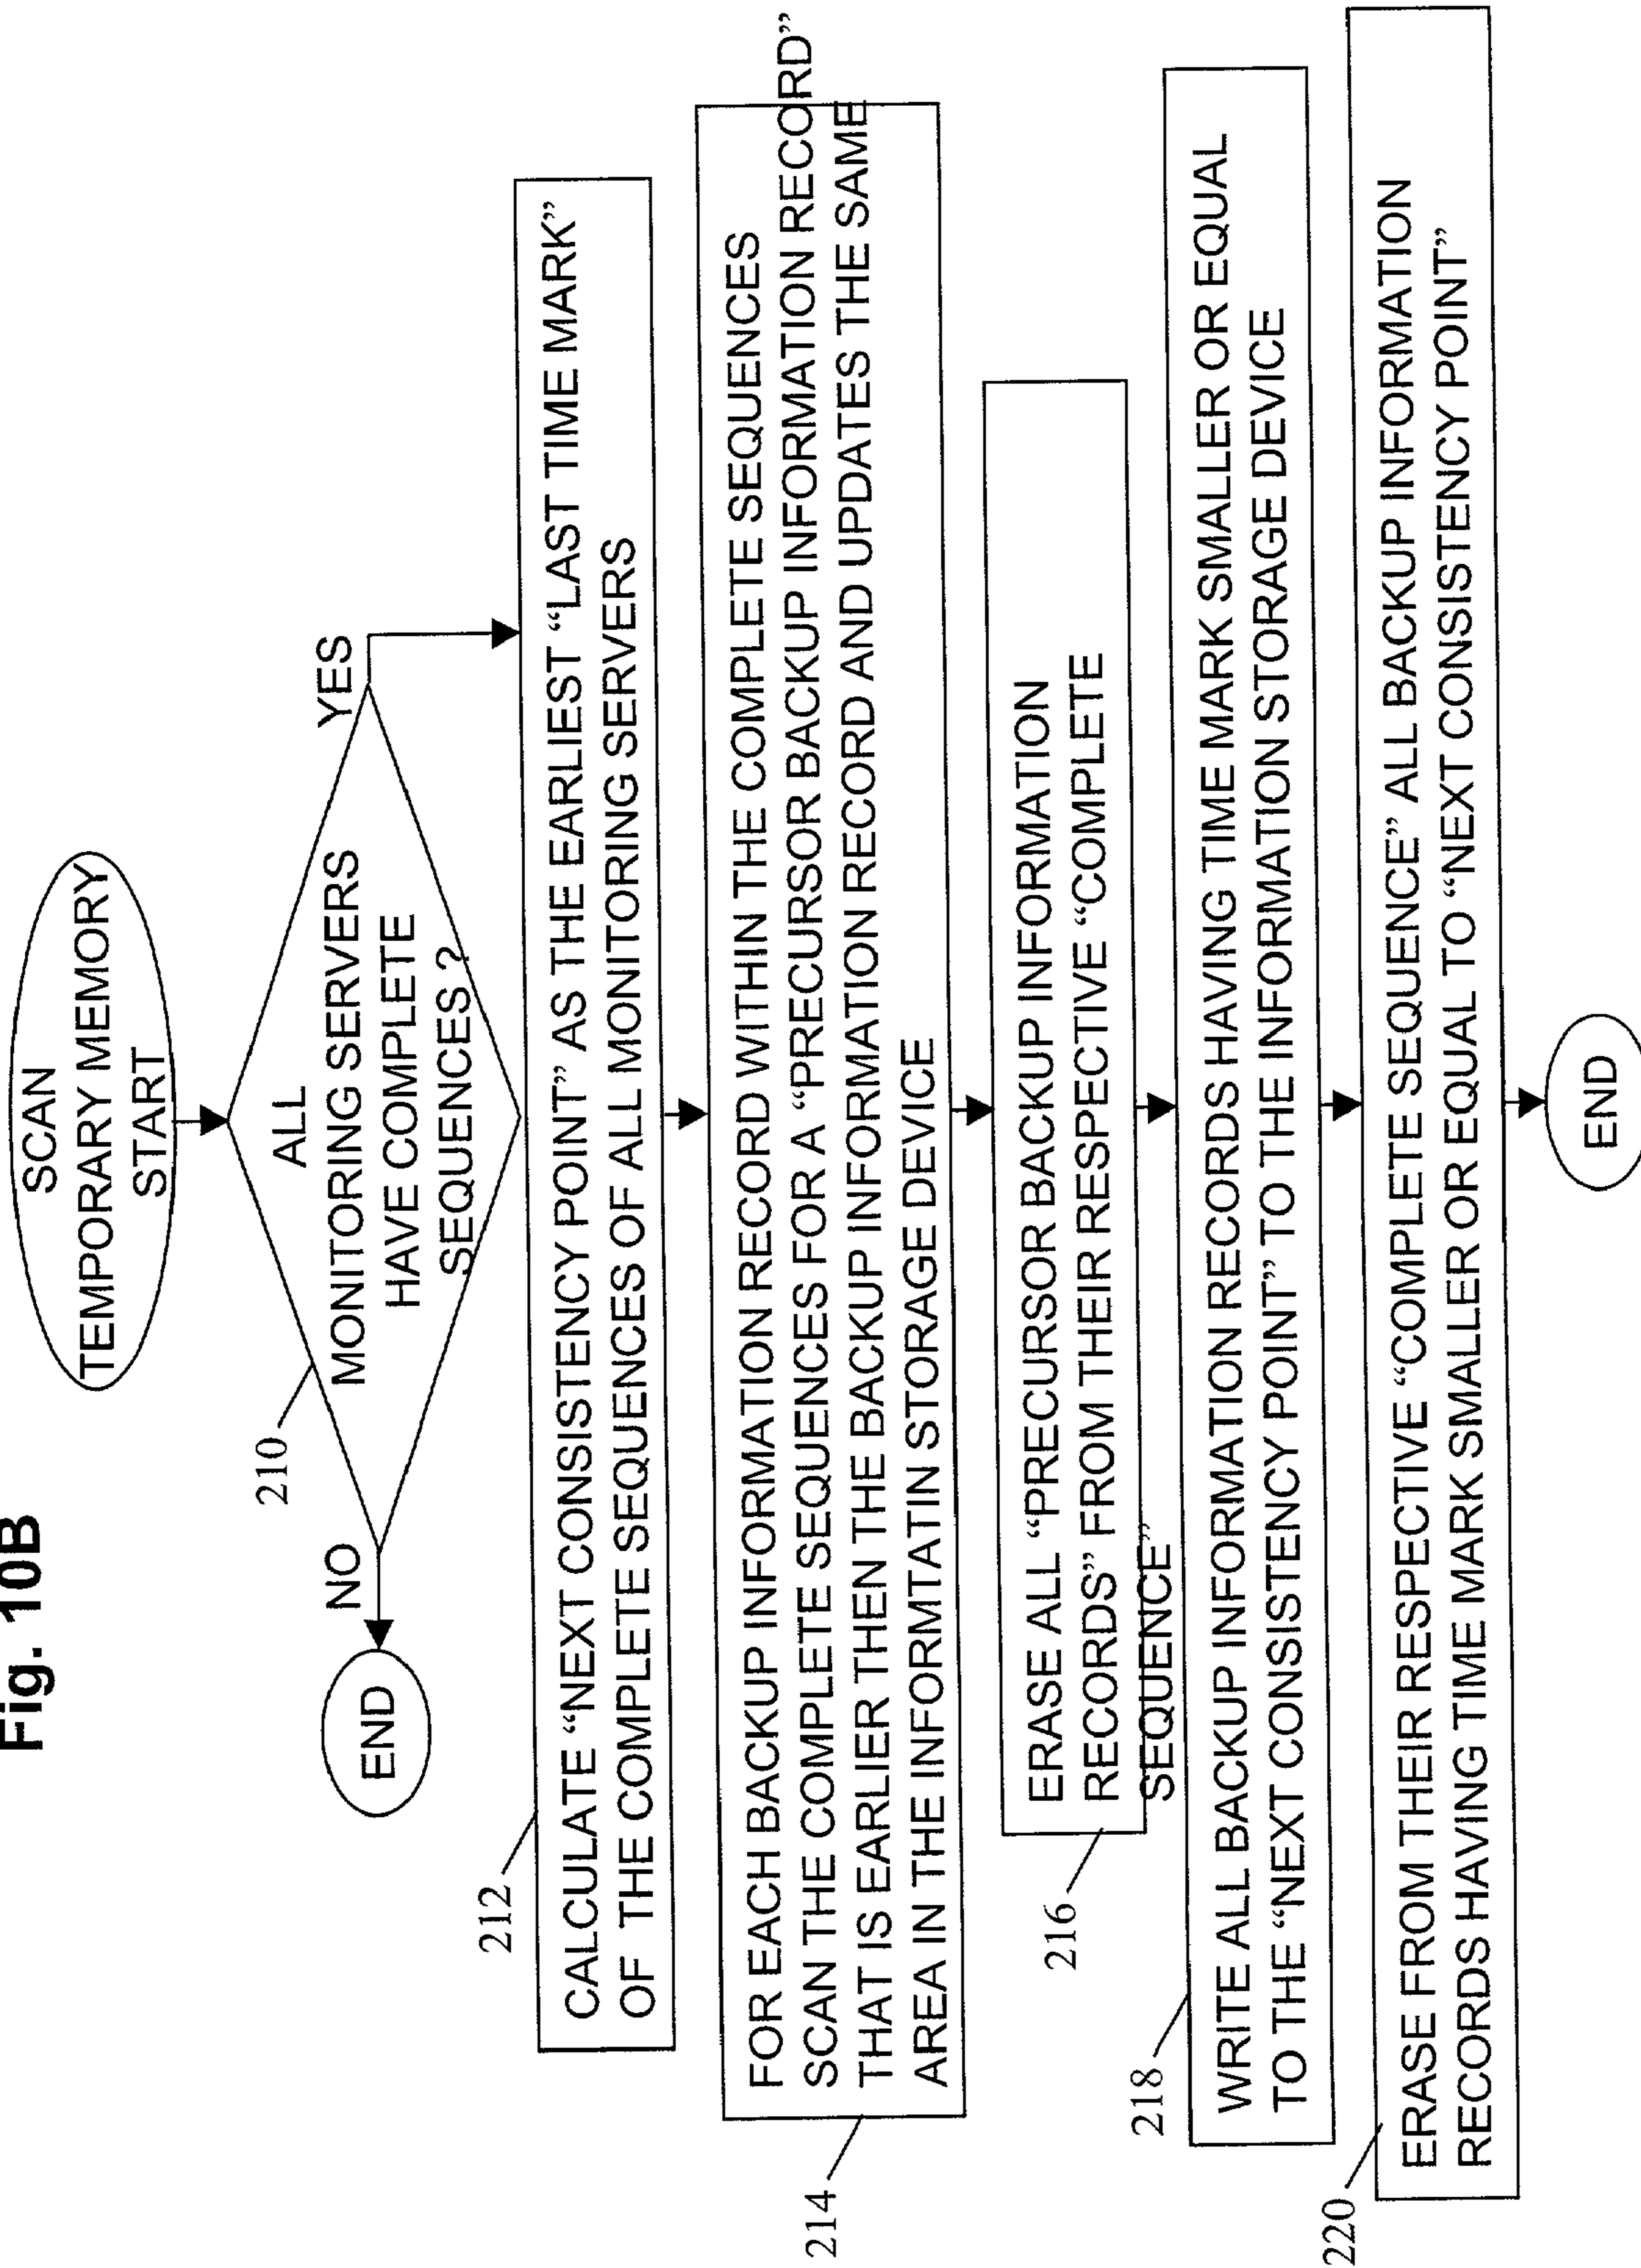 Fig. 10B
SCAN
TEMPORARY MEMORY
START
210
ALL
MONITORING SERVERS
HAVE COMPLETE
SEQUENCES ?
NO
YES
END
212
CALCULATE “NEXT CONSISTENCY POINT” AS THE EARLIEST “LAST TIME MARK”
OF THE COMPLETE SEQUENCES OF ALL MONITORING SERVERS
214
FOR EACH BACKUP INFORMATION RECORD WITHIN THE COMPLETE SEQUENCES
SCAN THE COMPLETE SEQUENCES FOR A “PRECURSOR BACKUP INFORMATION RECORD”
THAT IS EARLIER THEN THE BACKUP INFORMATION RECORD AND UPDATES THE SAME
AREA IN THE INFORMTATIN STORAGE DEVICE
216
ERASE ALL “PRECURSOR BACKUP INFORMATION
RECORDS” FROM THEIR RESPECTIVE “COMPLETE
SEQUENCE”
218
WRITE ALL BACKUP INFORMATION RECORDS HAVING TIME MARK SMALLER OR EQUAL
TO THE “NEXT CONSISTENCY POINT” TO THE INFORMATION STORAGE DEVICE
220
ERASE FROM THEIR RESPECTIVE “COMPLETE SEQUENCE” ALL BACKUP INFORMATION
RECORDS HAVING TIME MARK SMALLER OR EQUAL TO “NEXT CONSISTENCY POINT”
END